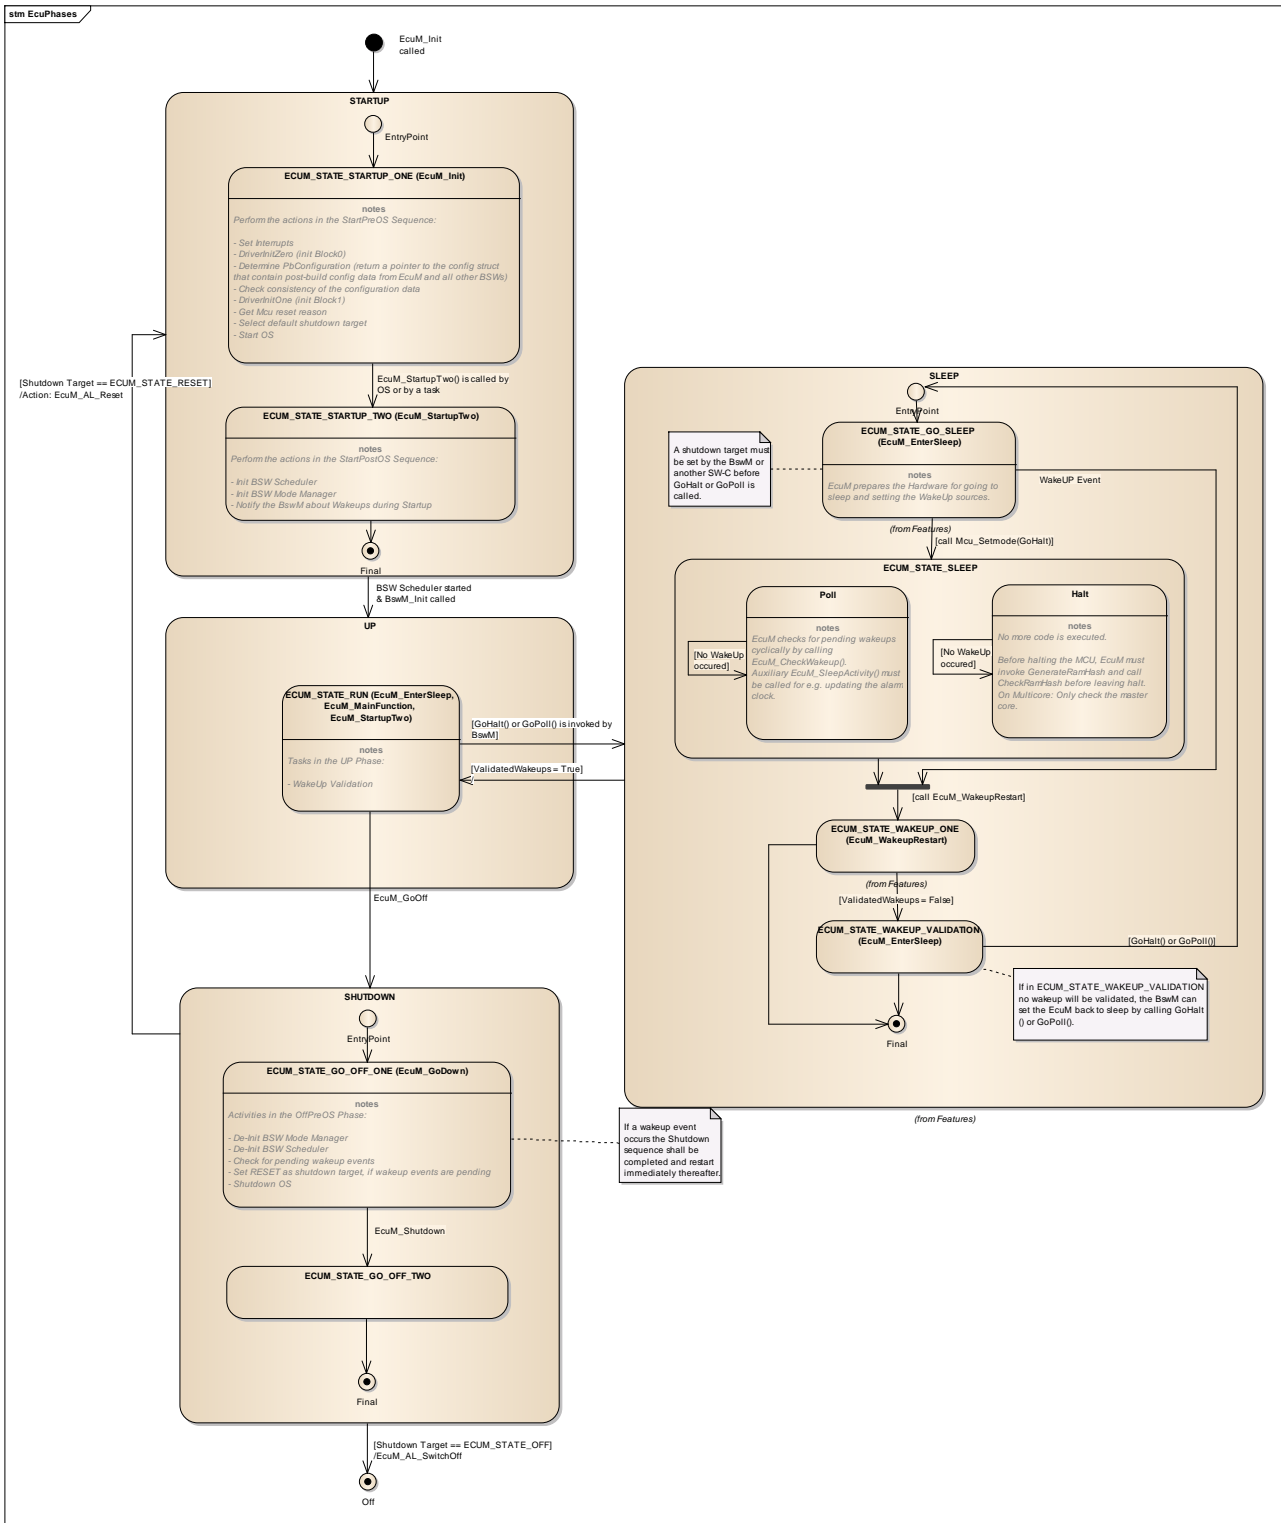 stm EcuPhases
EcuM_Init
called
STARTUP
EntryPoint
ECUM_STATE_STARTUP_ONE (EcuM_Init)
notes
Perform the actions in the StartPreOS Sequence:
- Set Interrupts
- DriverInitZero (init Block0)
- Determine PbConfiguration (return a pointer to the config struct
that contain post-build config data from EcuM and all other BSWs)
- Check consistency of the configuration data
- DriverInitOne (init Block1)
- Get Mcu reset reason
- Select default shutdown target
- Start OS
EcuM_StartupTwo() is called by
OS or by a task
[Shutdown Target == ECUM_STATE_RESET]
/Action: EcuM_AL_Reset
ECUM_STATE_STARTUP_TWO (EcuM_StartupTwo)
notes
Perform the actions in the StartPostOS Sequence:
- Init BSW Scheduler
- Init BSW Mode Manager
- Notify the BswM about Wakeups during Startup
Final
BSW Scheduler started
& BswM_Init called
UP
ECUM_STATE_RUN (EcuM_EnterSleep,
EcuM_MainFunction,
EcuM_StartupTwo)
notes
Tasks in the UP Phase:
- WakeUp Validation
[GoHalt() or GoPoll() is invoked by
BswM]
[ValidatedWakeups = True]
/
EcuM_GoOff
SLEEP
EntryPoint
ECUM_STATE_GO_SLEEP
(EcuM_EnterSleep)
notes
EcuM prepares the Hardware for going to
sleep and setting the WakeUp sources.
A shutdown target must
be set by the BswM or
another SW-C before
GoHalt or GoPoll is
called.
WakeUP Event
(from Features)
[call Mcu_Setmode(GoHalt)]
ECUM_STATE_SLEEP
Poll
notes
EcuM checks for pending wakeups
cyclically by calling
EcuM_CheckWakeup().
Auxiliary EcuM_SleepActivity() must
be called for e.g. updating the alarm
clock.
[No WakeUp
occured]
Halt
notes
No more code is executed.
Before halting the MCU, EcuM must
invoke GenerateRamHash and call
CheckRamHash before leaving halt.
On Multicore: Only check the master
core.
[No WakeUp
occured]
[call EcuM_WakeupRestart]
ECUM_STATE_WAKEUP_ONE
(EcuM_WakeupRestart)
(from Features)
[ValidatedWakeups = False]
ECUM_STATE_WAKEUP_VALIDATION
(EcuM_EnterSleep)
[GoHalt() or GoPoll()]
If in ECUM_STATE_WAKEUP_VALIDATION
no wakeup will be validated, the BswM can
set the EcuM back to sleep by calling GoHalt
() or GoPoll().
Final
(from Features)
SHUTDOWN
EntryPoint
ECUM_STATE_GO_OFF_ONE (EcuM_GoDown)
notes
Activities in the OffPreOS Phase:
- De-Init BSW Mode Manager
- De-Init BSW Scheduler
- Check for pending wakeup events
- Set RESET as shutdown target, if wakeup events are pending
- Shutdown OS
If a wakeup event
occurs the Shutdown
sequence shall be
completed and restart
immediately thereafter.
EcuM_Shutdown
ECUM_STATE_GO_OFF_TWO
Final
[Shutdown Target == ECUM_STATE_OFF]
/EcuM_AL_SwitchOff
Off